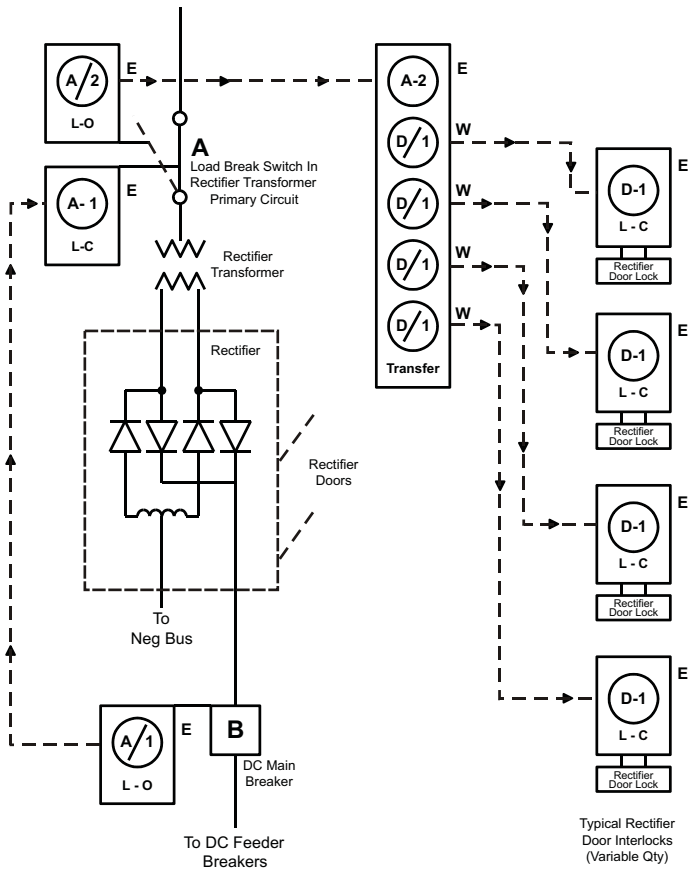 A/2
E
L-O
A
Load Break Switch In
Rectifier Transformer
Primary Circuit
A-1
E
L-C
Rectifier
Transformer
Rectifier
Rectifier
Doors
To
Neg Bus
A/1
E
L - O
B
DC Main
Breaker
To DC Feeder
Breakers
A-2
E
D/1
W
D/1
W
D/1
W
D/1
W
Transfer
D-1
E
L - C
Rectifier
Door Lock
D-1
E
L - C
Rectifier
Door Lock
D-1
E
L - C
Rectifier
Door Lock
D-1
E
L - C
Rectifier
Door Lock
Typical Rectifier
Door Interlocks
(Variable Qty)